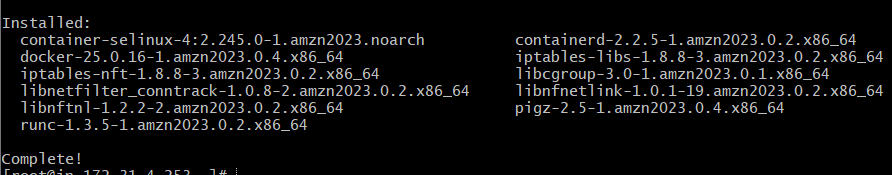 Installed:
container-selinux-4:2.245.0-1.amzn2023.noarch containerd-2.2.5-1.amzn2023.0.2.x86_64
docker-25.0.16-1.amzn2023.0.4.x86_64 iptables-libs-1.8.8-3.amzn2023.0.2.x86_64
iptables-nft-1.8.8-3.amzn2023.0.2.x86_64 libcgroup-3.0-1.amzn2023.0.1.x86_64
libnetfilter_conntrack-1.0.8-2.amzn2023.0.2.x86_64 libnfnetlink-1.0.1-19.amzn2023.0.2.x86_64
libnftnl-1.2.2-2.amzn2023.0.2.x86_64 pigz-2.5-1.amzn2023.0.4.x86_64
runc-1.3.5-1.amzn2023.0.2.x86_64
Complete!
[root@ip-172-31-4-253 ~]#